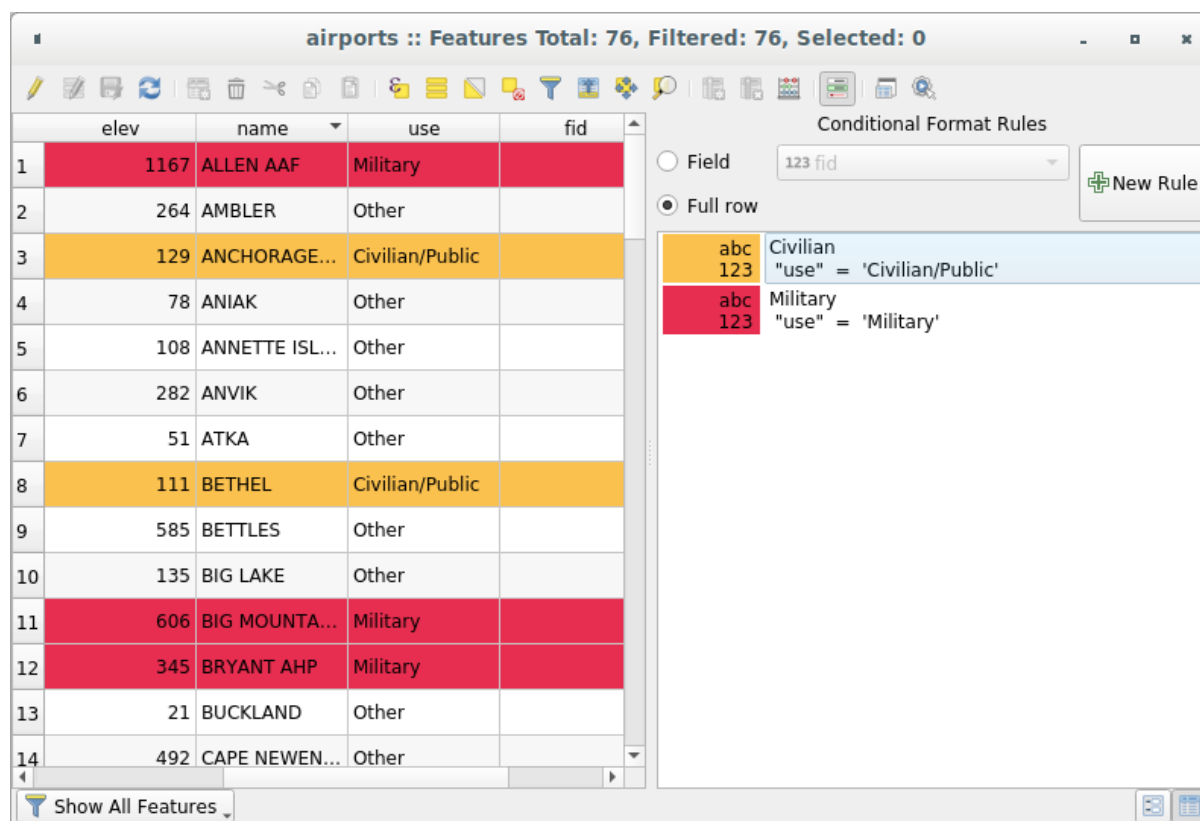 airports :: Features Total: 76, Filtered: 76, Selected: 0
elev name use fid
1 1167 ALLEN AAF Military
2 264 AMBLER Other
3 129 ANCHORAGE... Civilian/Public
4 78 ANIAK Other
5 108 ANNETTE ISL... Other
6 282 ANVIK Other
7 51 ATKA Other
8 111 BETHEL Civilian/Public
9 585 BETTLES Other
10 135 BIG LAKE Other
11 606 BIG MOUNTA... Military
12 345 BRYANT AHP Military
13 21 BUCKLAND Other
14 492 CAPE NEWEN... Other
Show All Features
Conditional Format Rules
Field 123 fid
Full row
New Rule
abc Civilian
123 "use" = 'Civilian/Public'
abc Military
123 "use" = 'Military'